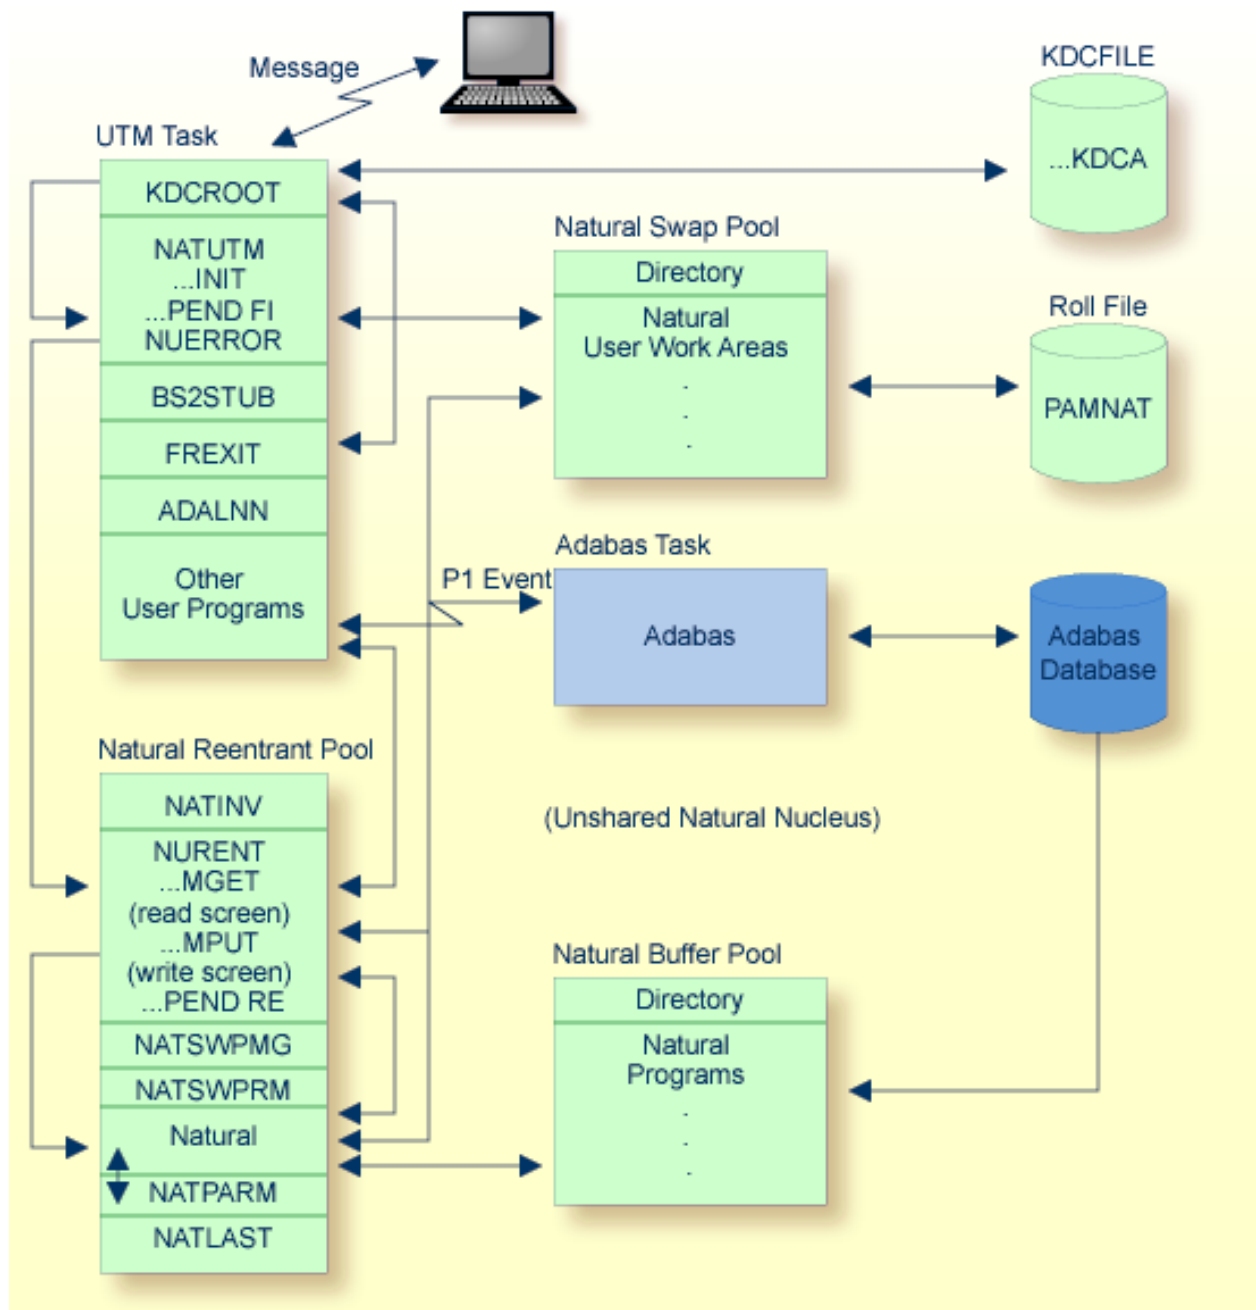 Message
KDCFILE
...KDCA
UTM Task
KDCROOT
NATUTM
...INIT
...PEND FI
NUERROR
BS2STUB
FREXIT
ADALNN
Other
User Programs
Natural Swap Pool
Directory
Natural
User Work Areas
.
.
.
Roll File
PAMNAT
P1 Event
Adabas Task
Adabas
Adabas
Database
Natural Reentrant Pool
NATINV
NURENT
...MGET
(read screen)
...MPUT
(write screen)
...PEND RE
NATSWPMG
NATSWPRM
Natural
NATPARM
NATLAST
(Unshared Natural Nucleus)
Natural Buffer Pool
Directory
Natural
Programs
.
.
.